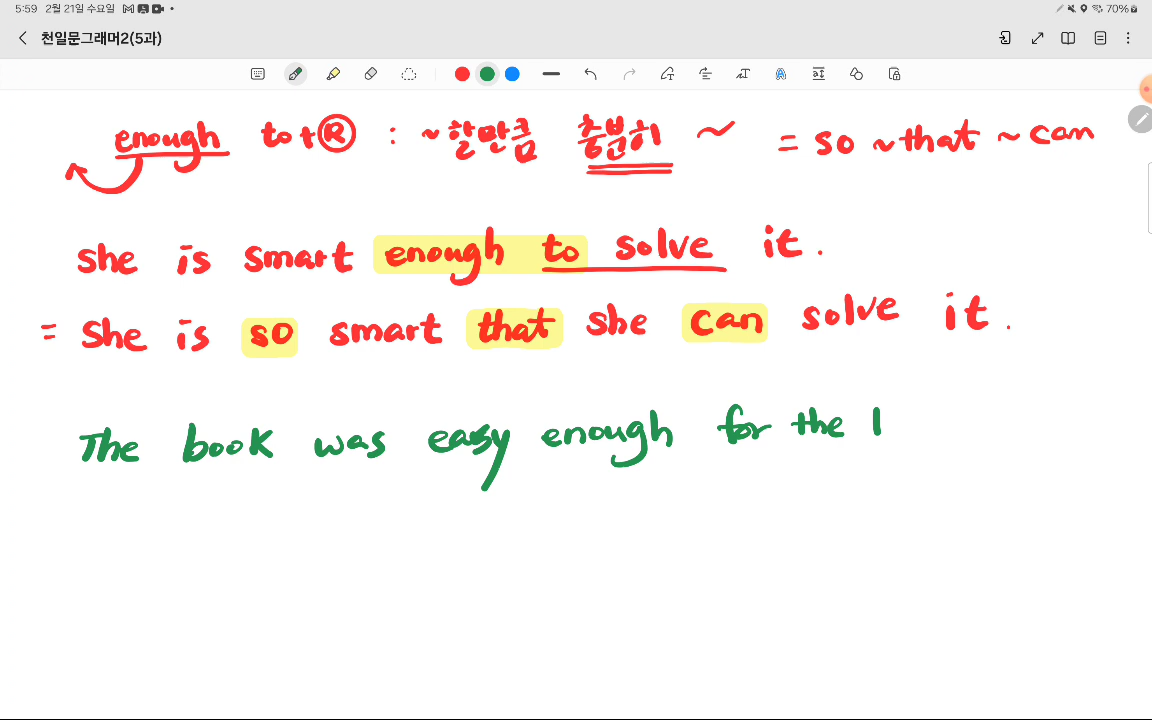 5:59 2월 21일 수요일 70%
천일문그래머2(5과)
enough to+Ⓡ : ~할만큼 충분히 ~ = so ~that ~can
she is smart enough to solve it.
= she is so smart that she can solve it.
The book was easy enough for the l